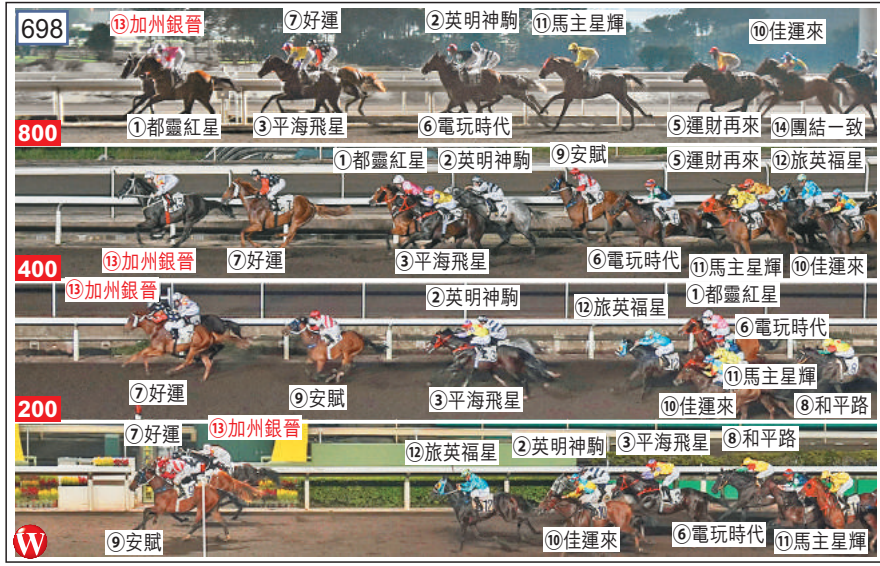 698
⑬加州銀晉 ⑦好運 ②英明神駒 ⑪馬主星輝 ⑩佳運來
①都靈紅星 ③平海飛星 ⑥電玩時代 ⑤運財再來 ⑭團結一致
800
①都靈紅星 ②英明神駒 ⑨安賦 ⑤運財再來 ⑫旅英福星
⑬加州銀晉 ⑦好運 ③平海飛星 ⑥電玩時代 ⑪馬主星輝 ⑩佳運來
400
⑬加州銀晉 ②英明神駒 ⑫旅英福星 ①都靈紅星
⑥電玩時代
⑪馬主星輝
⑦好運 ⑨安賦 ③平海飛星 ⑩佳運來 ⑧和平路
200
⑦好運 ⑬加州銀晉 ⑫旅英福星 ②英明神駒 ③平海飛星 ⑧和平路
⑨安賦 ⑩佳運來 ⑥電玩時代 ⑪馬主星輝
W